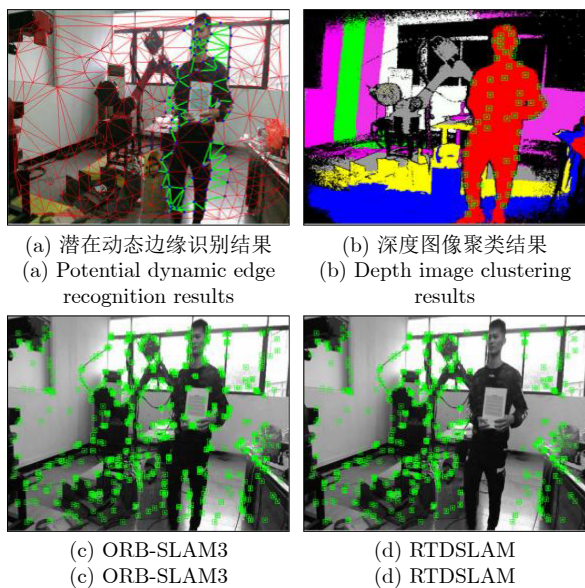 (a) 潜在动态边缘识别结果
(a) Potential dynamic edge
recognition results
(b) 深度图像聚类结果
(b) Depth image clustering
results
(c) ORB-SLAM3
(c) ORB-SLAM3
(d) RTDSLAM
(d) RTDSLAM